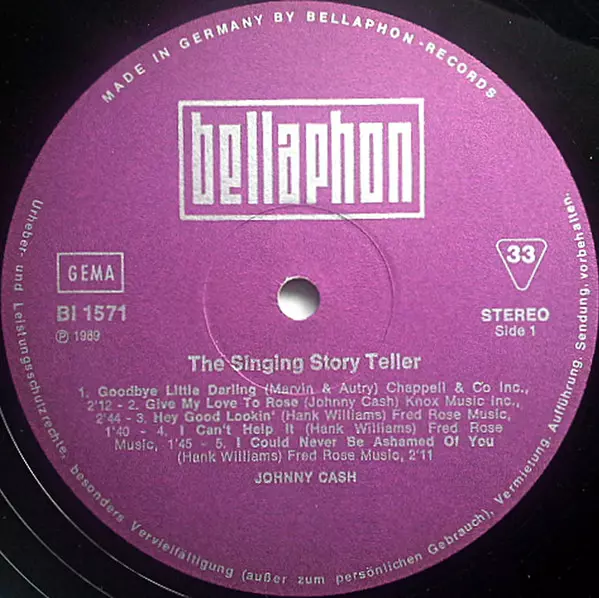 MADE IN GERMANY BY BELLAPHON-RECORDS
bellaphon
GEMA
BI 1571
℗ 1969
33
STEREO
Side 1
The Singing Story Teller
1. Goodbye Little Darling (Marvin & Autry) Chappell & Co Inc.,
2'12 - 2. Give My Love To Rose (Johnny Cash) Knox Music Inc.,
2'44 - 3. Hey Good Lookin' (Hank Williams) Fred Rose Music,
1'40 - 4. I Can't Help It (Hank Williams) Fred Rose
Music, 1'45 - 5. I Could Never Be Ashamed Of You
(Hank Williams) Fred Rose Music, 2'11
JOHNNY CASH
Urheber- und Leistungsschutzrechte, besonders Vervielfältigung (außer zum persönlichen Gebrauch), Vermietung, Aufführung, Sendung, vorbehalten.